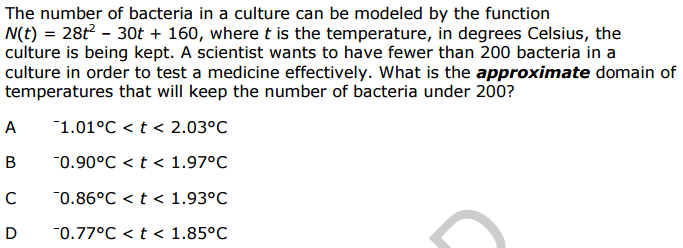 The number of bacteria in a culture can be modeled by the function
N(t) = 28t² – 30t + 160, where t is the temperature, in degrees Celsius, the
culture is being kept. A scientist wants to have fewer than 200 bacteria in a
culture in order to test a medicine effectively. What is the approximate domain of
temperatures that will keep the number of bacteria under 200?
A ⁻1.01°C < t < 2.03°C
B ⁻0.90°C < t < 1.97°C
C ⁻0.86°C < t < 1.93°C
D ⁻0.77°C < t < 1.85°C